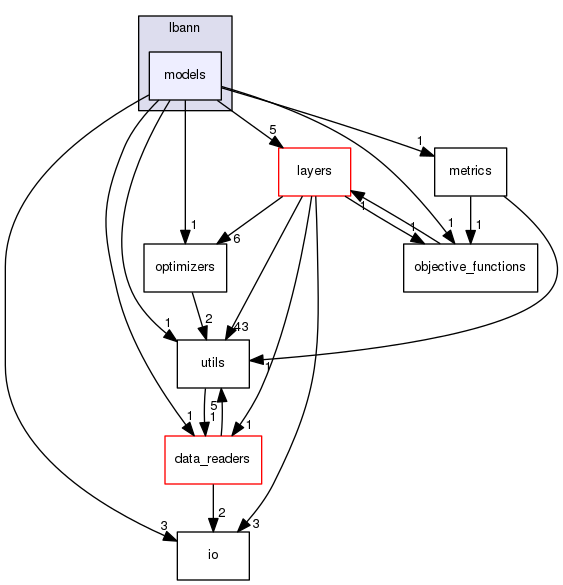 lbann
models
5
1
layers
metrics
1
1
1
1
1
6
optimizers
objective_functions
2
1
43
utils
1
5
1
1
1
data_readers
2
3
3
io